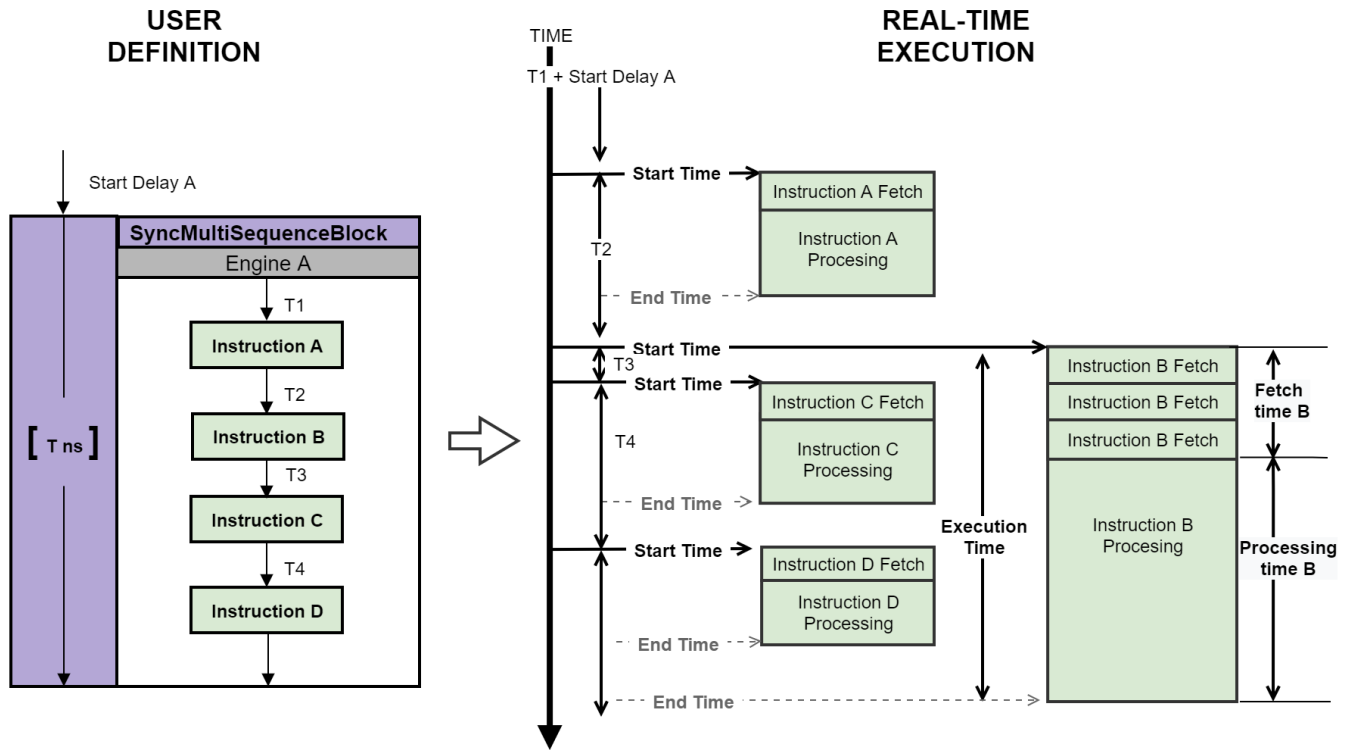 USER
DEFINITION
Start Delay A
SyncMultiSequenceBlock
Engine A
T1
Instruction A
T2
Instruction B
T3
Instruction C
T4
Instruction D
[ T ns ]
REAL-TIME
EXECUTION
TIME
T1 + Start Delay A
Start Time
Instruction A Fetch
Instruction A
Procesing
T2
End Time
Start Time
T3
Start Time
Instruction B Fetch
Instruction B Fetch
Instruction B Fetch
Fetch
time B
Instruction C Fetch
Instruction C
Processing
T4
End Time
Execution
Time
Instruction B
Procesing
Processing
time B
Start Time
Instruction D Fetch
Instruction D
Processing
End Time
End Time